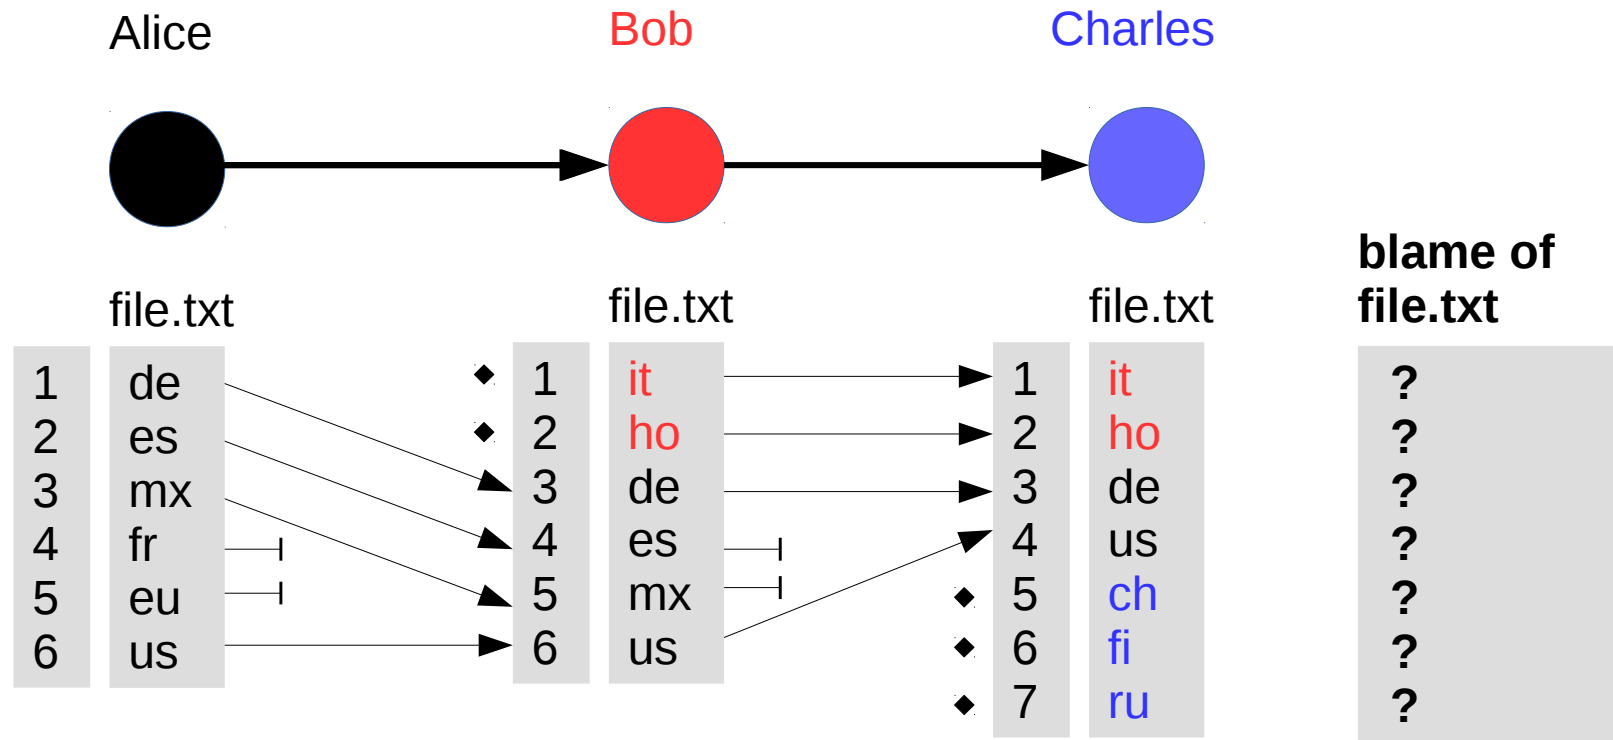 Alice Bob Charles
blame of
file.txt
file.txt file.txt file.txt
1 de 1 it 1 it ?
2 es 2 ho 2 ho ?
3 mx 3 de 3 de ?
4 fr 4 es 4 us ?
5 eu 5 mx 5 ch ?
6 us 6 us 6 fi ?
7 ru ?